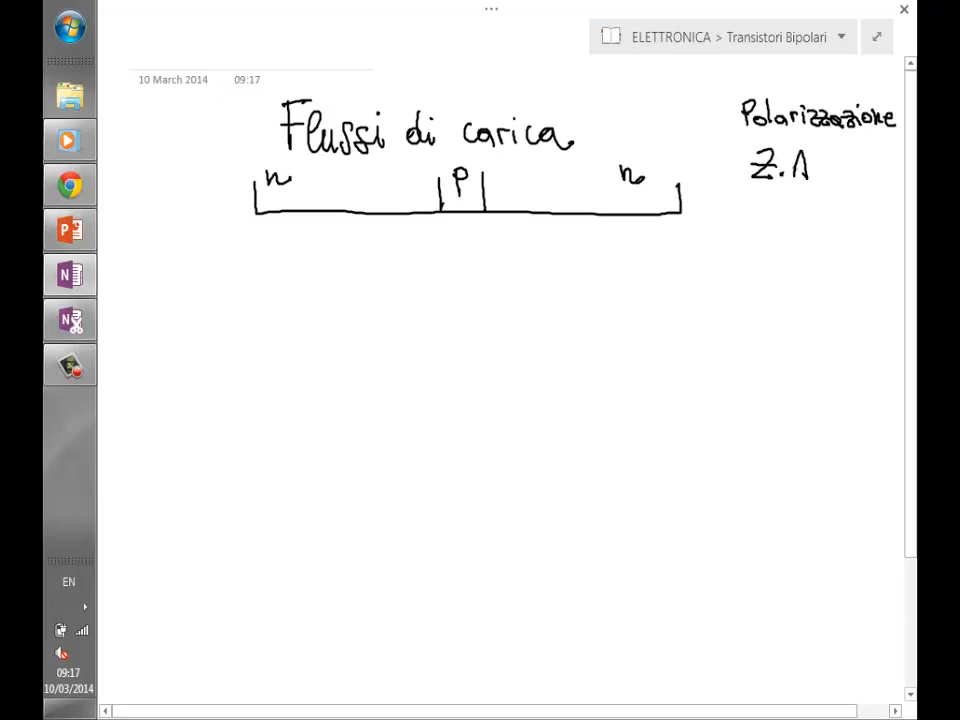 ...
ELETTRONICA > Transistori Bipolari
10 March 2014 09:17
Flussi di carica
Polarizzazione
Z.A
n P n
EN
09:17
10/03/2014